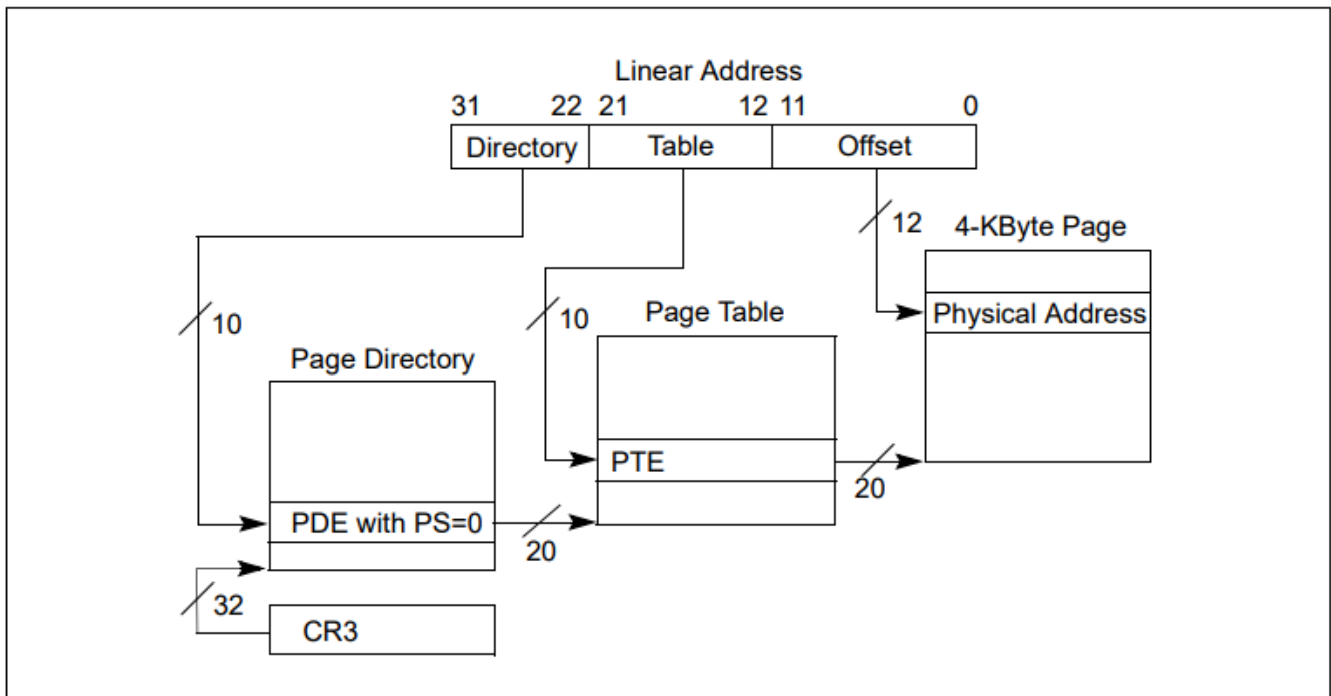 Linear Address
31 22 21 12 11 0
Directory Table Offset
12
4-KByte Page
Physical Address
10
10
Page Table
Page Directory
PTE
20
PDE with PS=0
20
32
CR3